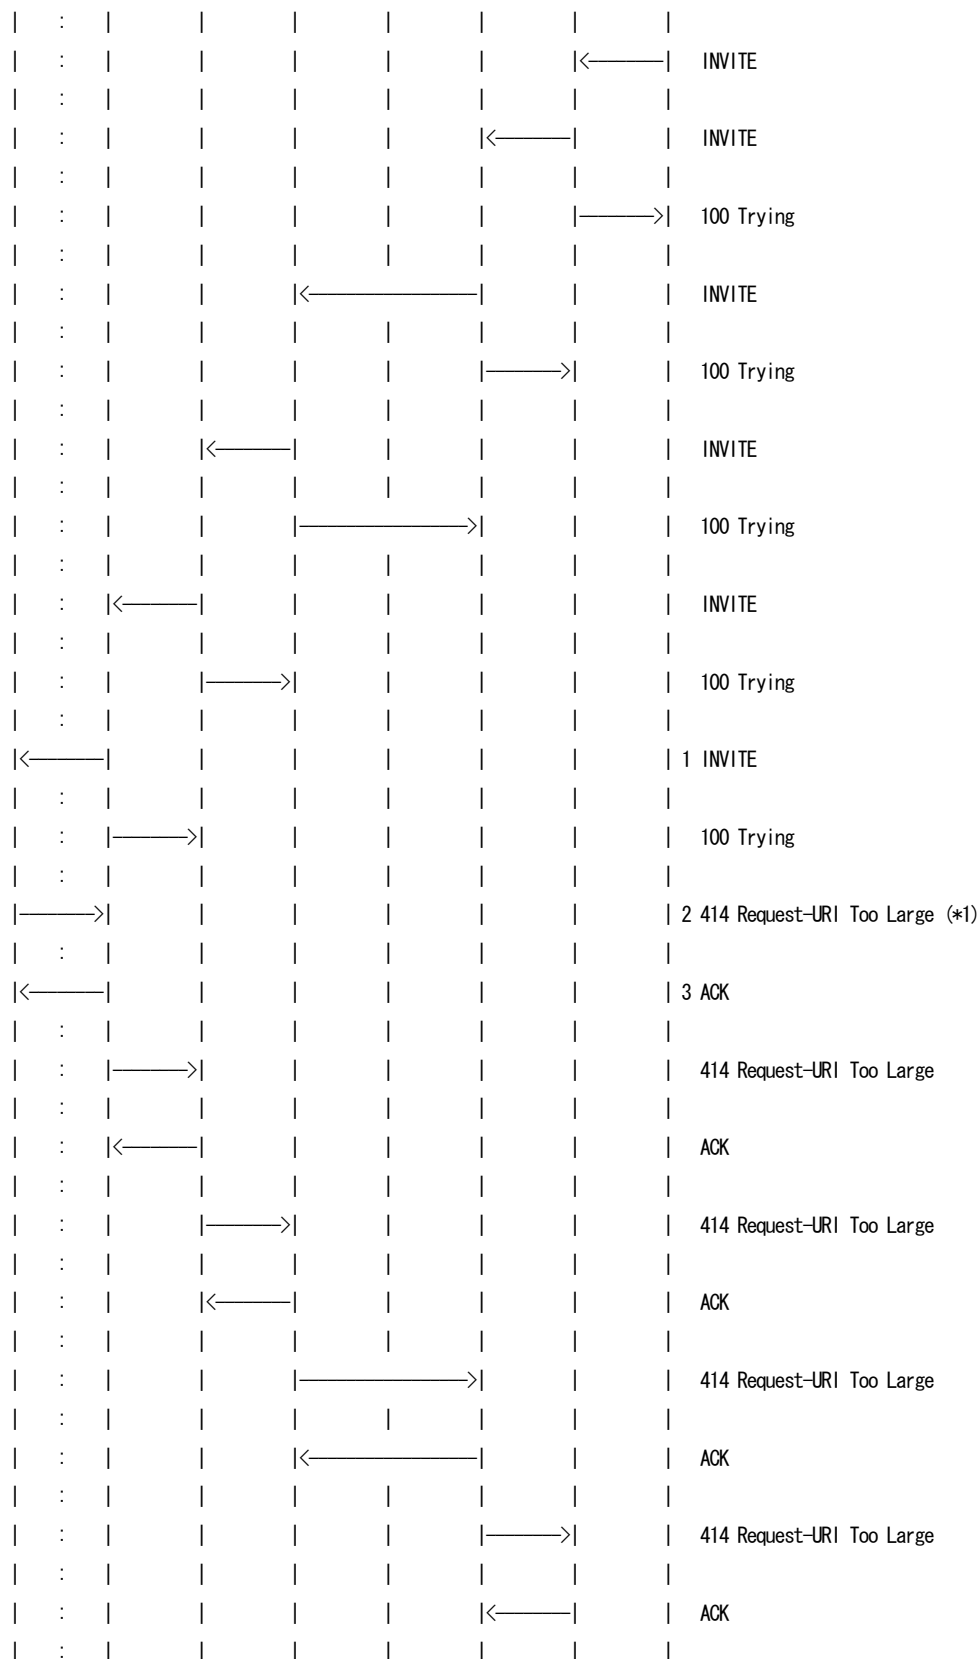 INVITE
INVITE
100 Trying
INVITE
100 Trying
INVITE
100 Trying
INVITE
100 Trying
1 INVITE
100 Trying
2 414 Request-URI Too Large (*1)
3 ACK
414 Request-URI Too Large
ACK
414 Request-URI Too Large
ACK
414 Request-URI Too Large
ACK
414 Request-URI Too Large
ACK